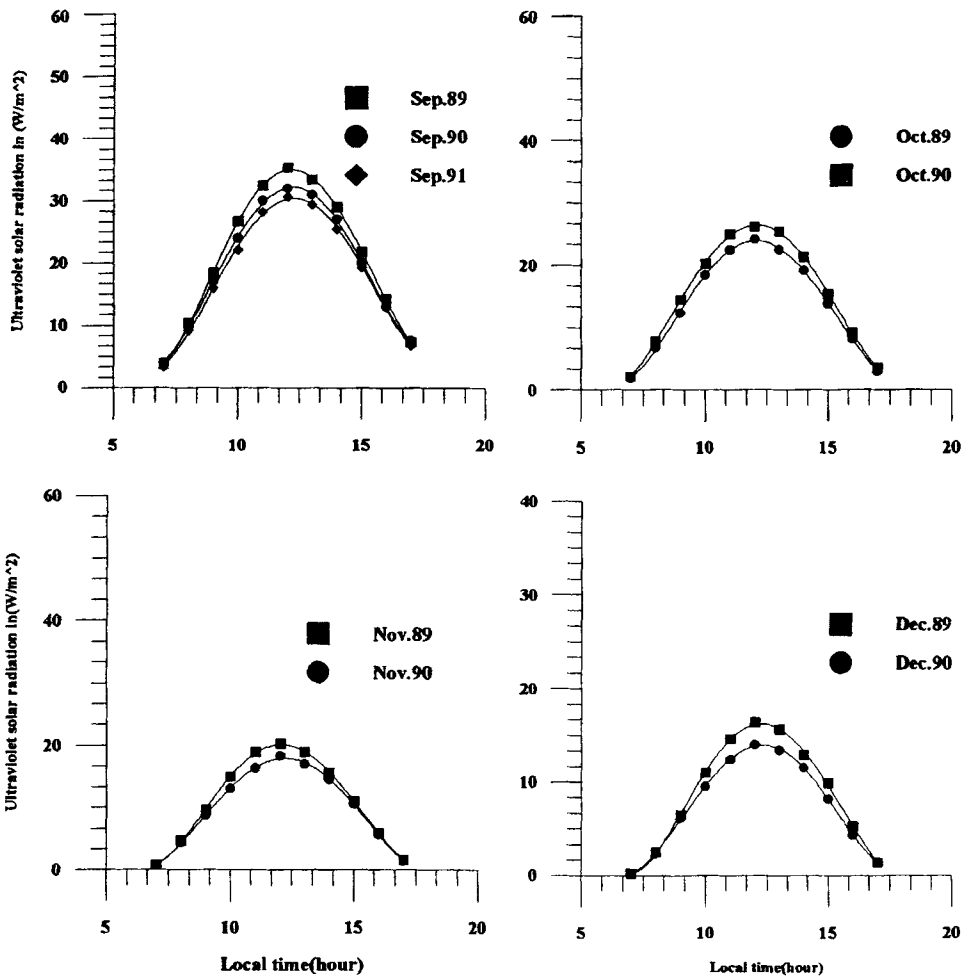 60
50
40
30
20
10
0
5
10
15
20
Ultraviolet solar radiation in (W/m^2)
Sep.89
Sep.90
Sep.91
60
40
20
0
5
10
15
20
Oct.89
Oct.90
60
40
20
0
5
10
15
20
Ultraviolet solar radiation in(W/m^2)
Nov.89
Nov.90
Local time(hour)
40
30
20
10
0
5
10
15
20
Dec.89
Dec.90
Local time(hour)